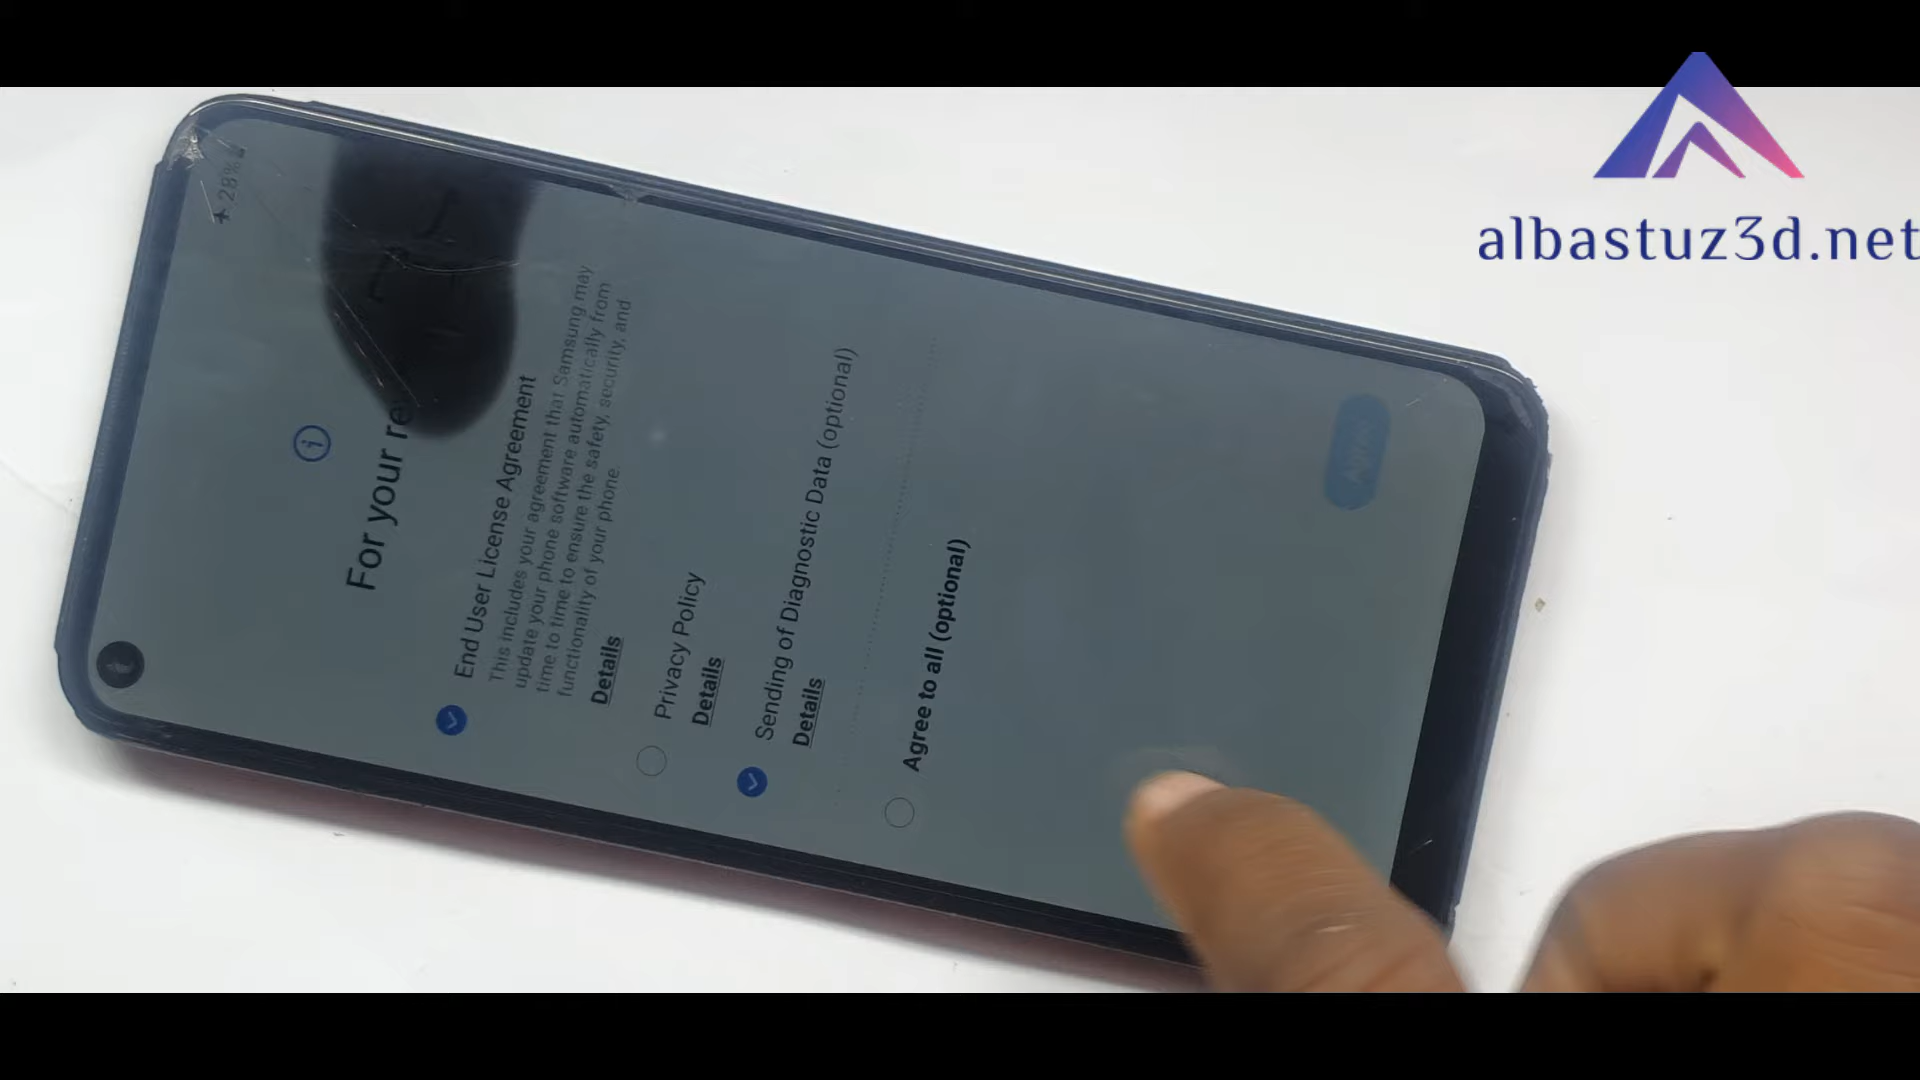 albastuz3d.net
28%
For your re
End User License Agreement
This includes your agreement that Samsung may
update your phone software automatically from
time to time to ensure the safety, security, and
functionality of your phone.
Details
Privacy Policy
Details
Sending of Diagnostic Data (optional)
Details
Agree to all (optional)
Agree